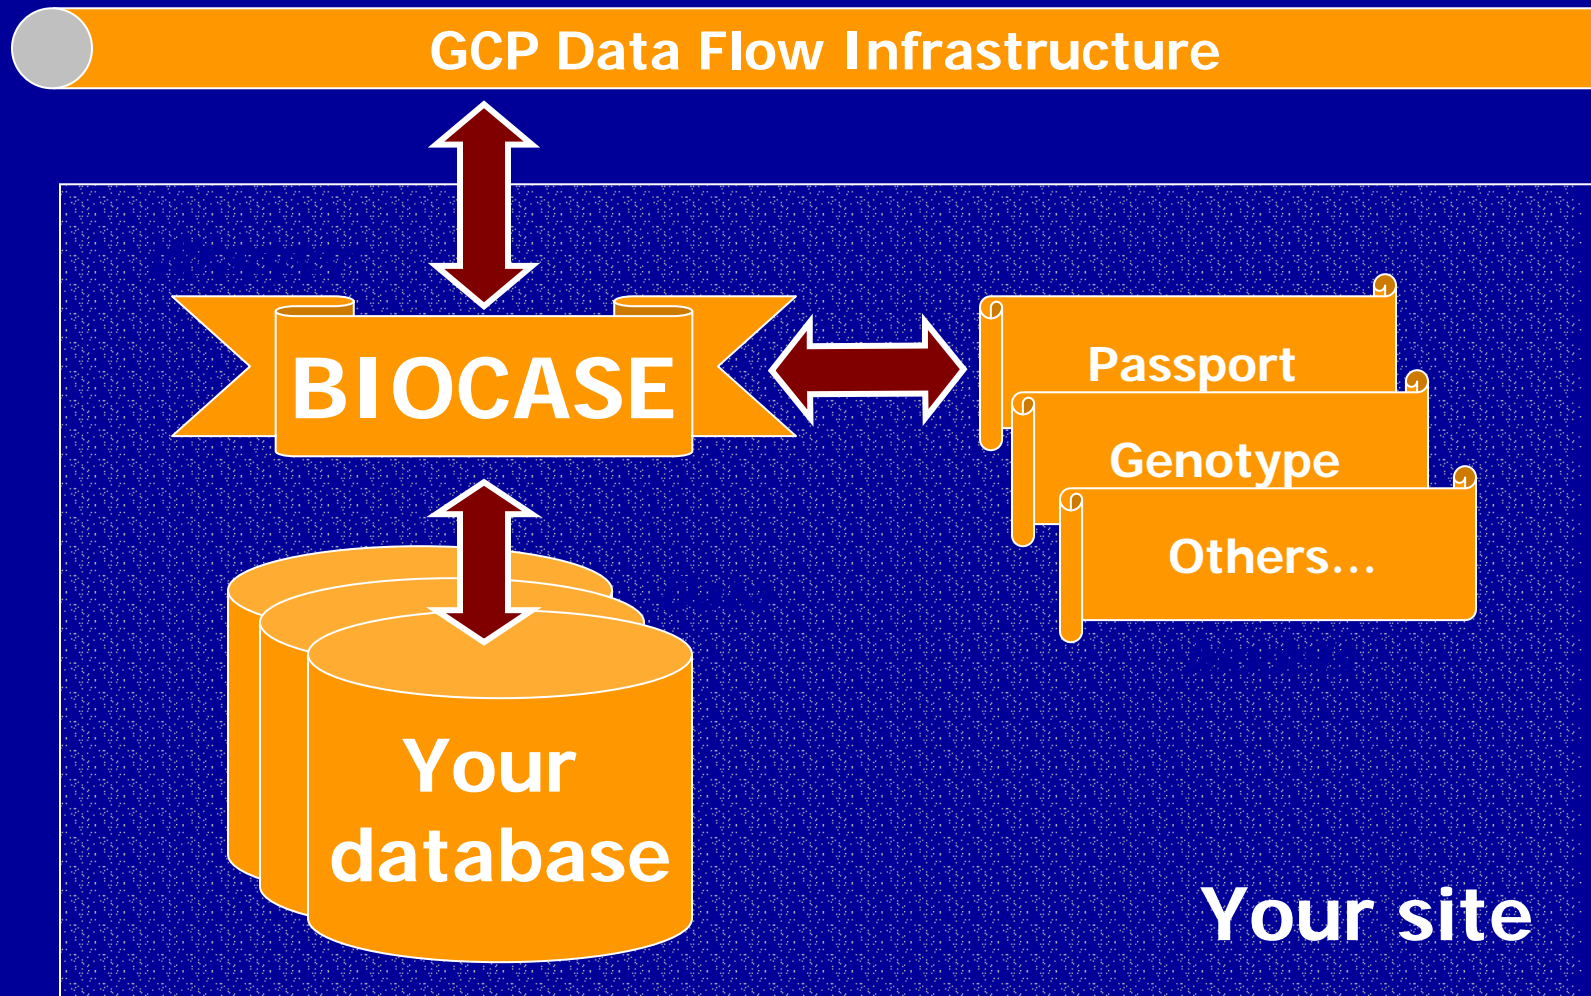 GCP Data Flow Infrastructure
BIOCASE
Passport
Genotype
Others...
Your
database
Your site